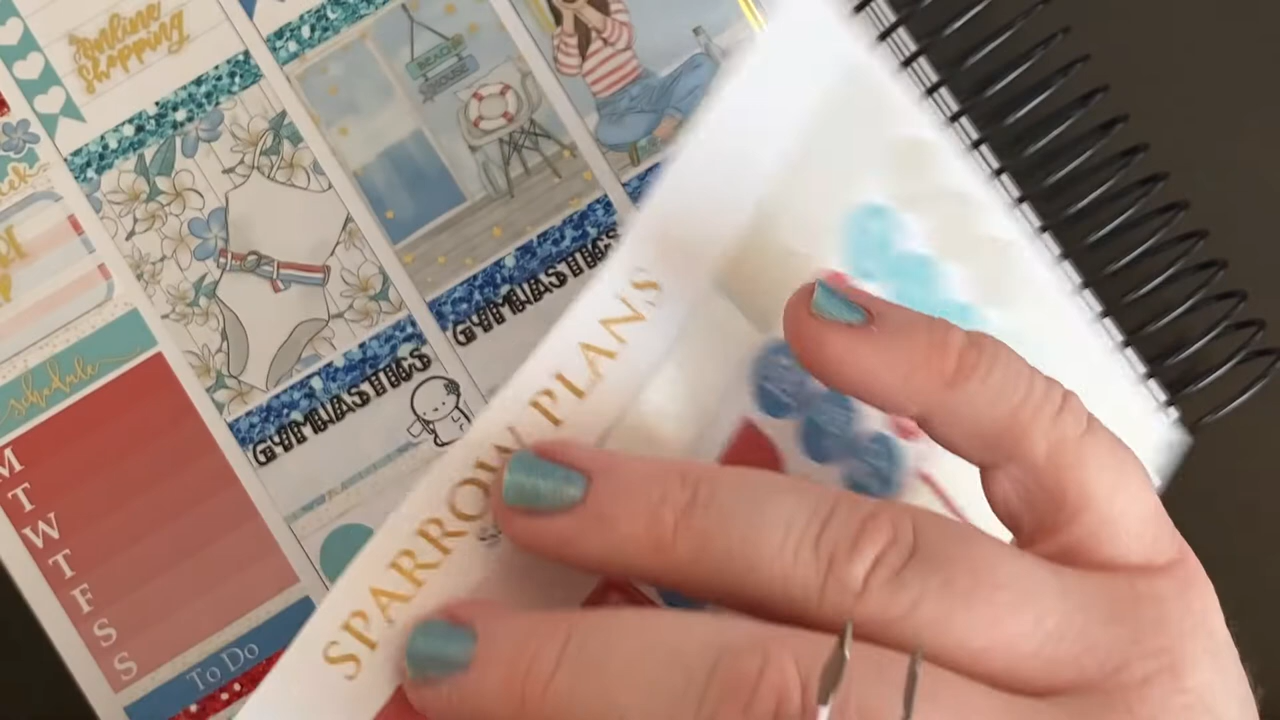 online
shopping
BEACH
HOUSE
GYMNASTICS
GYMNASTICS
schedule
M
T
W
T
F
S
S
To Do
SPARROW PLANS